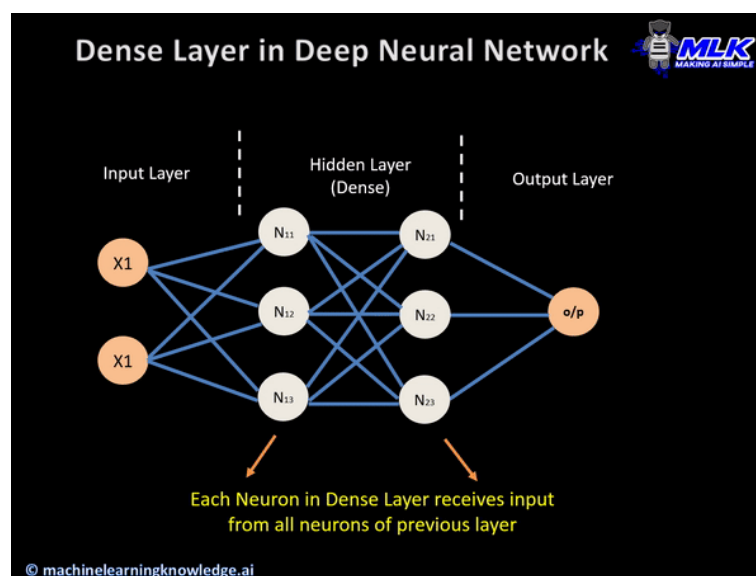 Dense Layer in Deep Neural Network
MLK
MAKING AI SIMPLE
Input Layer
Hidden Layer
(Dense)
Output Layer
X1
X1
N₁₁
N₁₂
N₁₃
N₂₁
N₂₂
N₂₃
o/p
Each Neuron in Dense Layer receives input
from all neurons of previous layer
© machinelearningknowledge.ai